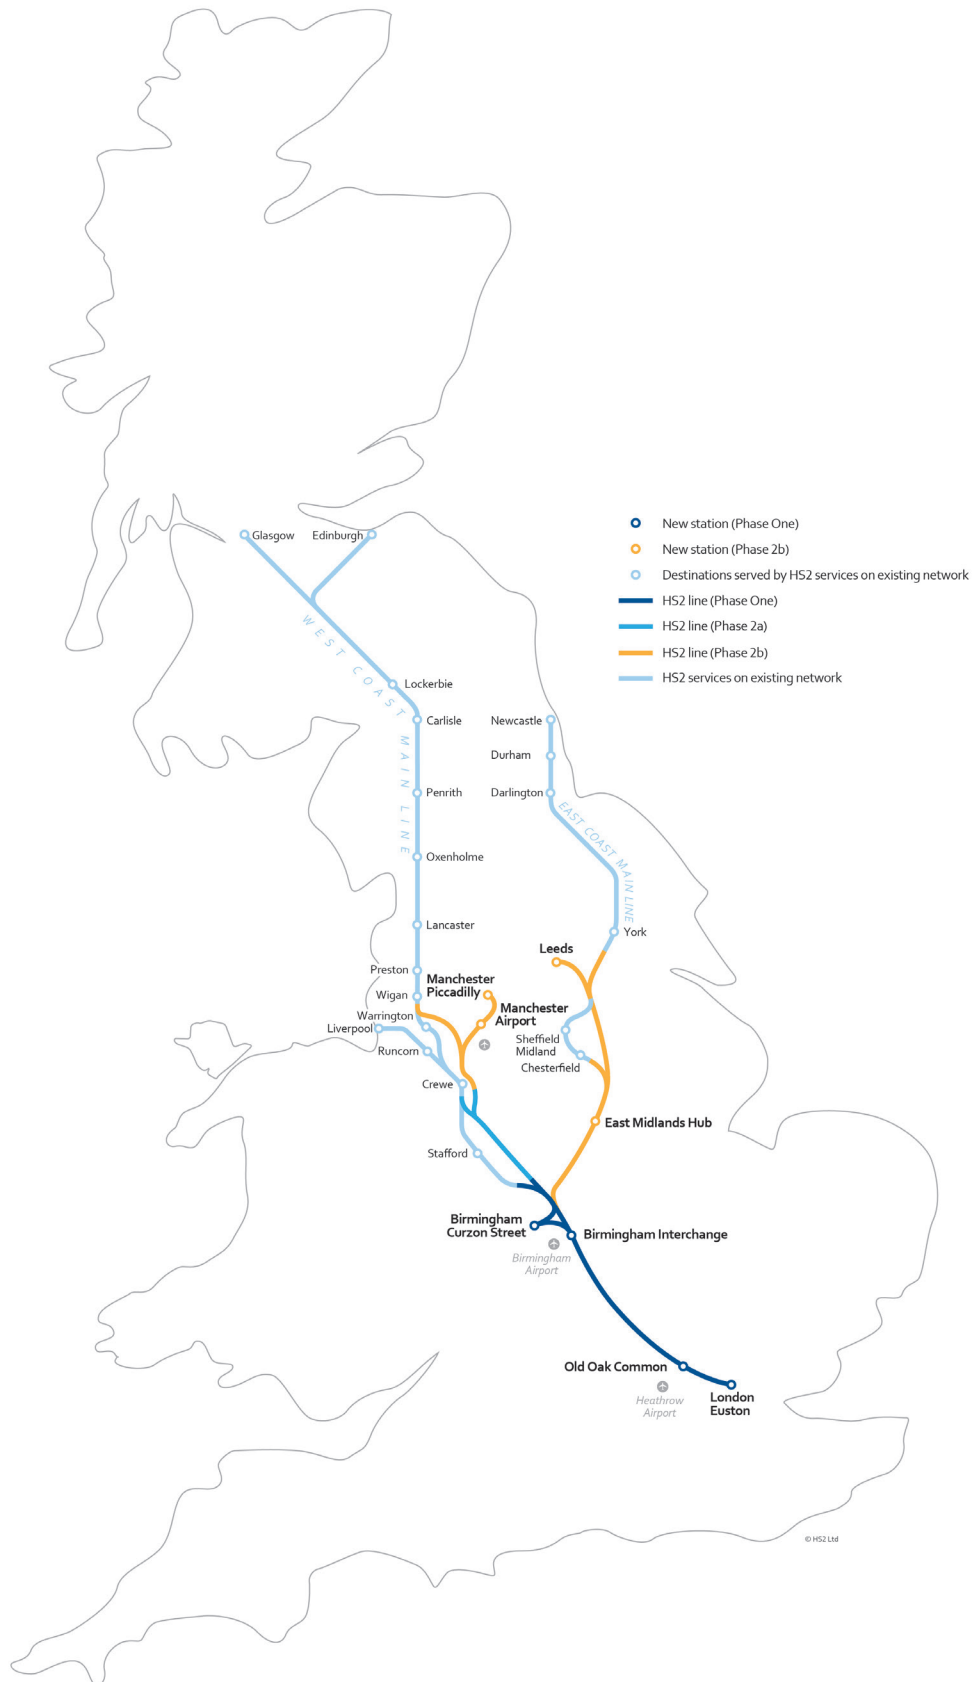 New station (Phase One)
New station (Phase 2b)
Destinations served by HS2 services on existing network
HS2 line (Phase One)
HS2 line (Phase 2a)
HS2 line (Phase 2b)
HS2 services on existing network
Glasgow
Edinburgh
WEST COAST MAIN LINE
Lockerbie
Carlisle
Newcastle
Durham
Penrith
Darlington
EAST COAST MAIN LINE
Oxenholme
Lancaster
York
Leeds
Preston
Manchester
Piccadilly
Wigan
Manchester
Airport
Warrington
Liverpool
Sheffield
Midland
Runcorn
Chesterfield
Crewe
East Midlands Hub
Stafford
Birmingham
Curzon Street
Birmingham Interchange
Birmingham
Airport
Old Oak Common
Heathrow
Airport
London
Euston
© HS2 Ltd